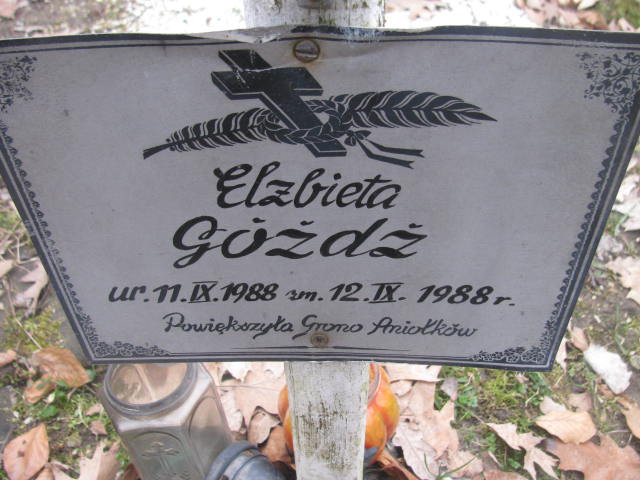 Elżbieta
Góźdź
ur. 11.IX.1988 zm. 12.IX. 1988 r.
Powiększyła Grono Aniołków